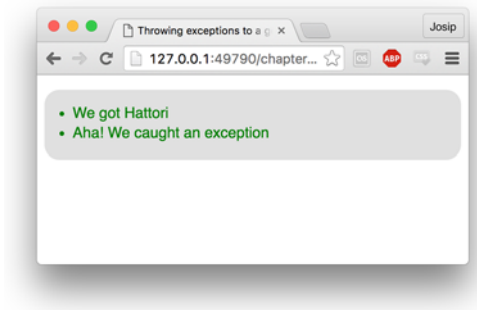 Throwing exceptions to a g
Josip
127.0.0.1:49790/chapter...
ABP
We got Hattori
Aha! We caught an exception